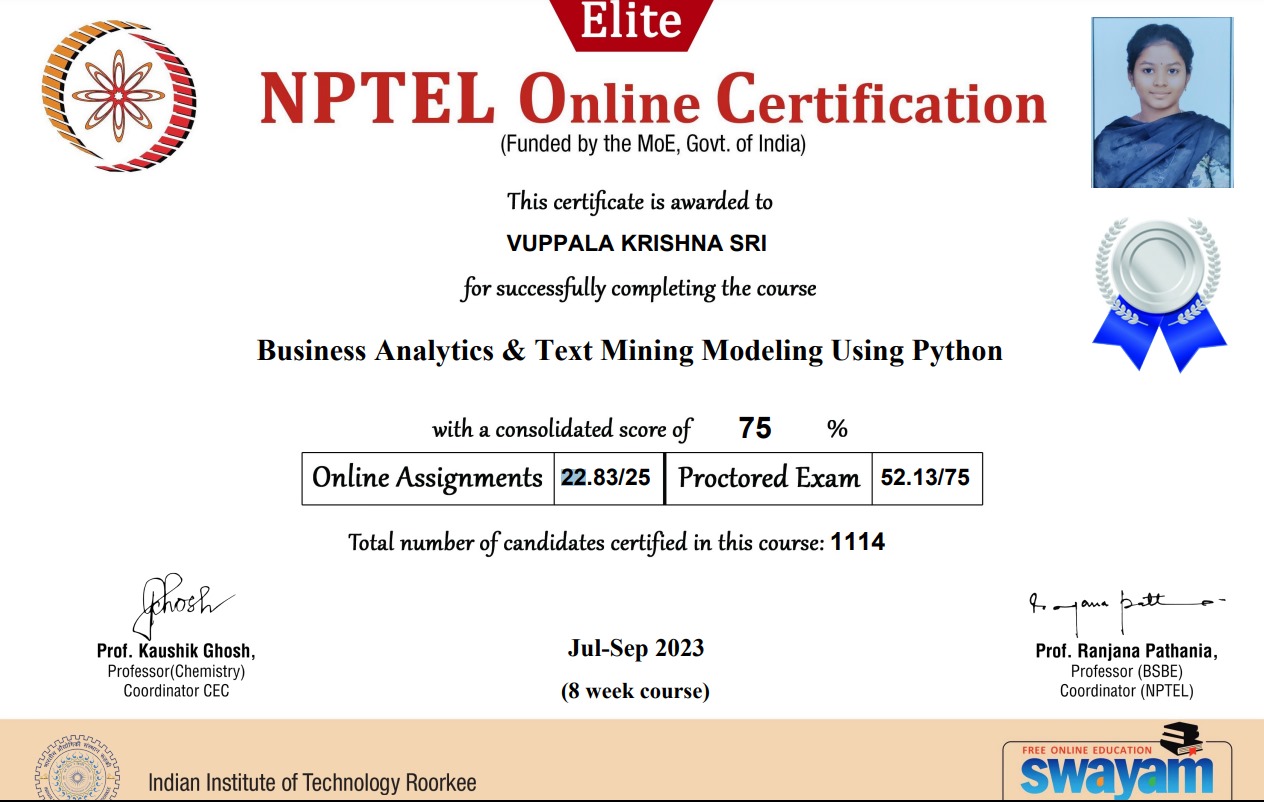 Elite
NPTEL Online Certification
(Funded by the MoE, Govt. of India)
This certificate is awarded to
VUPPALA KRISHNA SRI
for successfully completing the course
Business Analytics & Text Mining Modeling Using Python
with a consolidated score of 75 %
Online Assignments 22.83/25 Proctored Exam 52.13/75
Total number of candidates certified in this course: 1114
Ghosh
Prof. Kaushik Ghosh,
Professor(Chemistry)
Coordinator CEC
Jul-Sep 2023
(8 week course)
Prof. Ranjana Pathania,
Professor (BSBE)
Coordinator (NPTEL)
Indian Institute of Technology Roorkee
FREE ONLINE EDUCATION
swayam